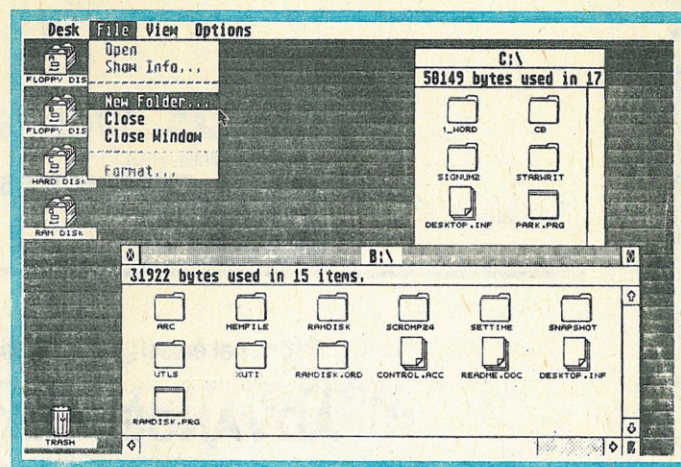 Desk File View Options
Open
Show Info...
New Folder...
Close
Close Window
Format...
FLOPPY DIS
FLOPPY DIS
HARD DISK
RAM DISK
TRASH
C:\
58149 bytes used in 17
1_WORD CB
SIGNUM2 STARWRIT
DESKTOP.INF PARK.PRG
B:\
31922 bytes used in 15 items.
ARC MEMFILE RAMDISK SCRDMP24 SETTIME SNAPSHOT
UTLS XUTI RAMDISK.ORD CONTROL.ACC README.DOC DESKTOP.INF
RAMDISK.PRG